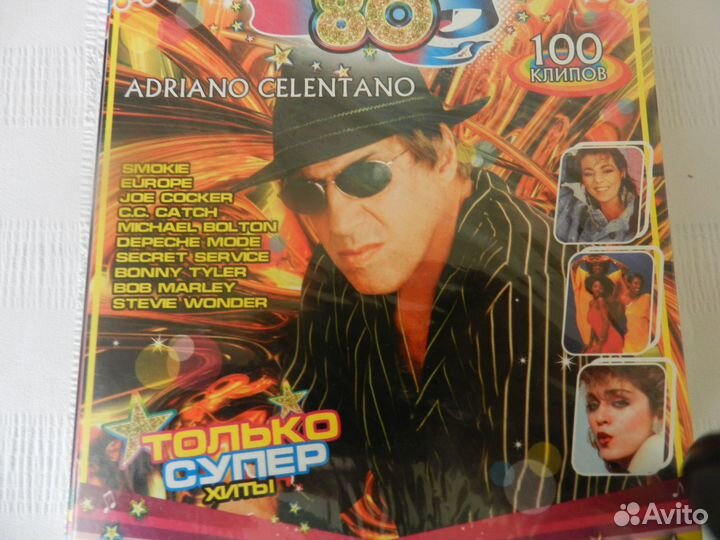 80
100
КЛИПОВ
ADRIANO CELENTANO
SMOKIE
EUROPE
JOE COCKER
C.C. CATCH
MICHAEL BOLTON
DEPECHE MODE
SECRET SERVICE
BONNY TYLER
BOB MARLEY
STEVIE WONDER
ТОЛЬКО
СУПЕР
ХИТЫ
Avito